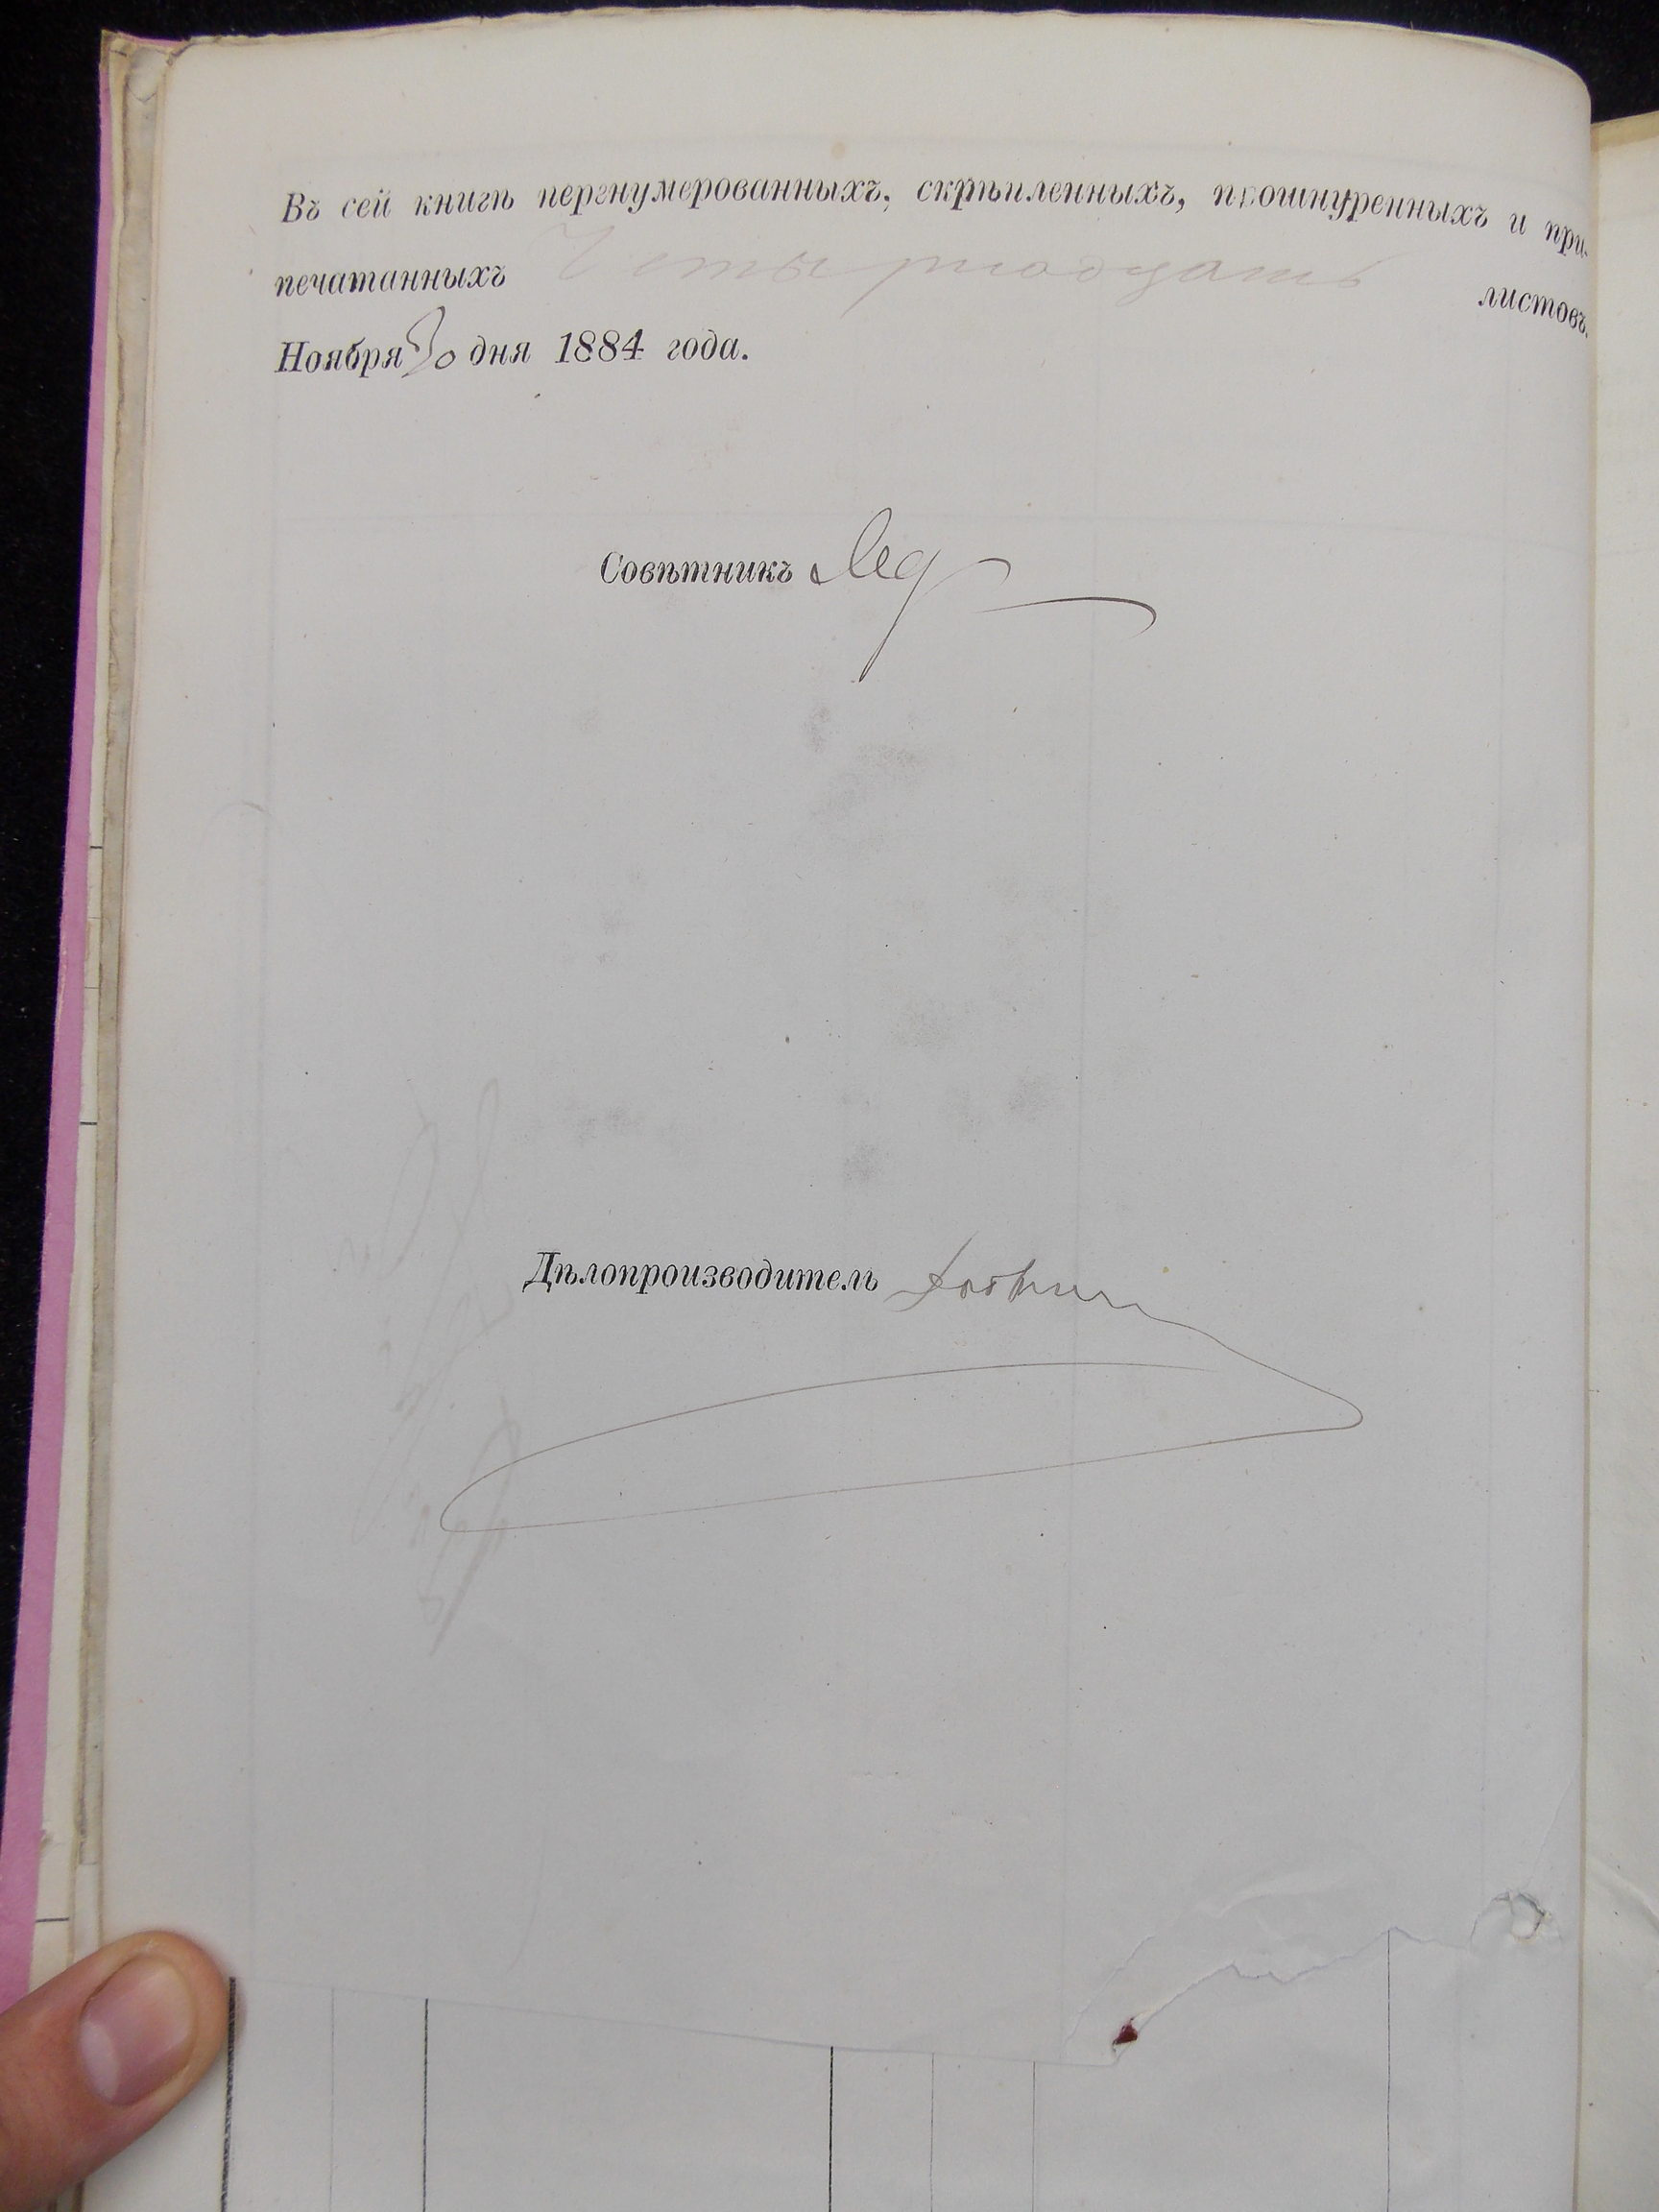 Въ сей книгѣ перенумерованныхъ, скрѣпленныхъ, прошнуренныхъ и при-
печатанныхъ Четырнадцать листовъ.
Ноября 30 дня 1884 года.
Совѣтникъ
Дѣлопроизводитель